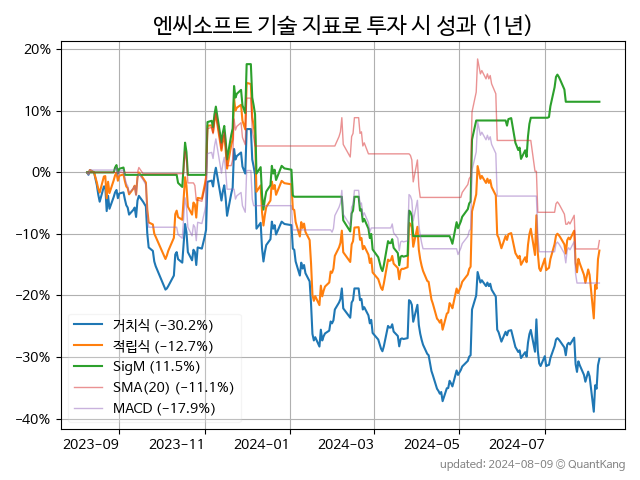 엔씨소프트 기술 지표로 투자 시 성과 (1년)
20%
10%
0%
−10%
−20%
−30%
−40%
거치식 (−30.2%)
적립식 (−12.7%)
SigM (11.5%)
SMA(20) (−11.1%)
MACD (−17.9%)
2023-09
2023-11
2024-01
2024-03
2024-05
2024-07
updated: 2024-08-09 © QuantKang